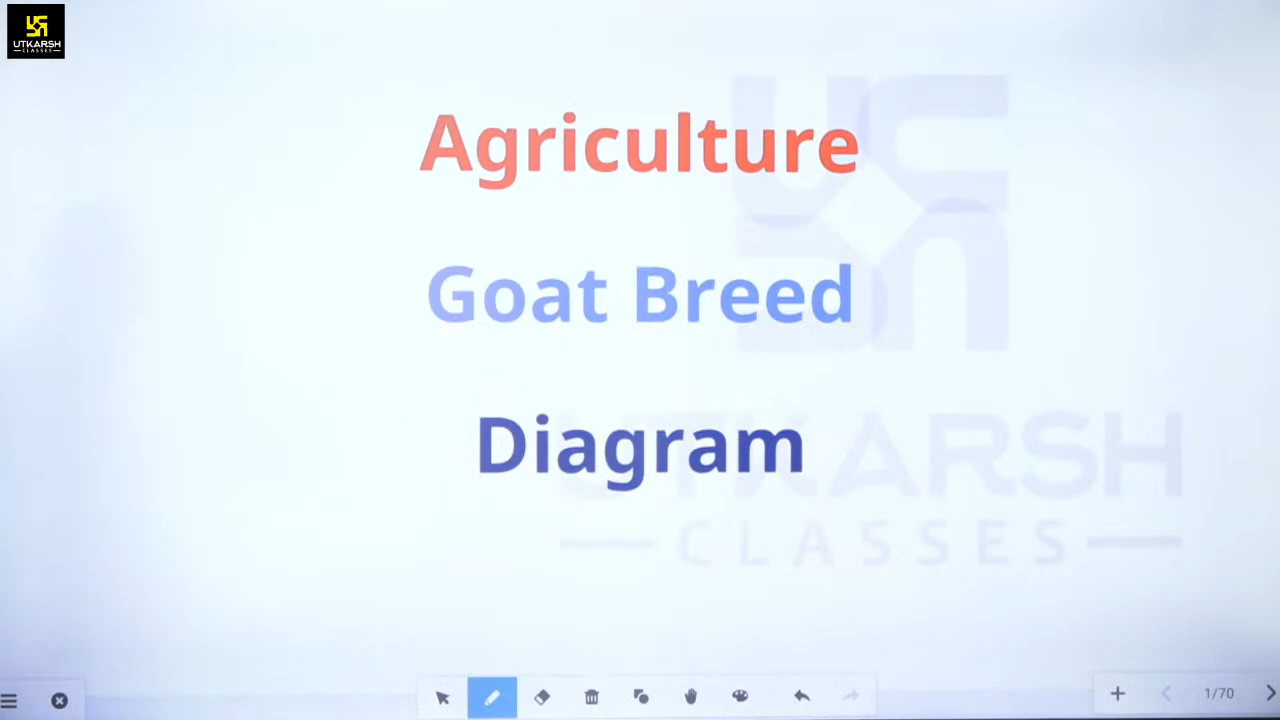 UTKARSH
CLASSES
Agriculture
Goat Breed
Diagram
UTKARSH
CLASSES
1/70